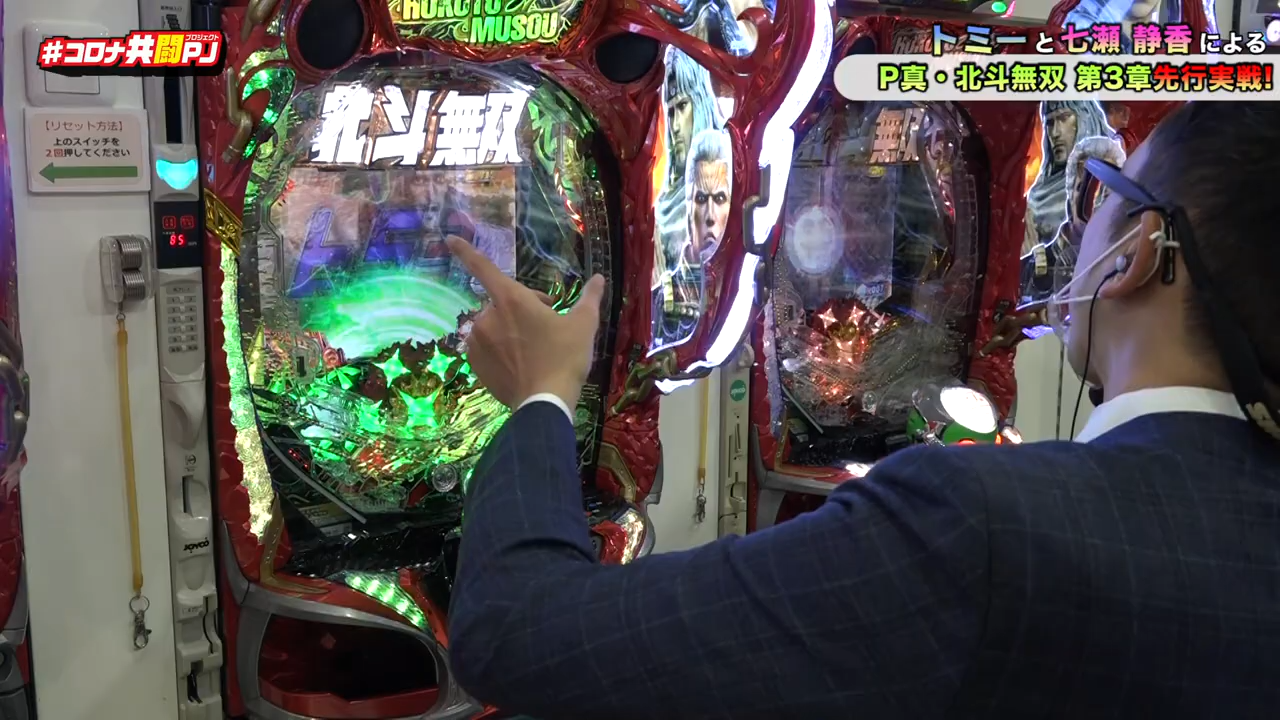 HOKUTO
MUSOU
プロジェクト
#コロナ共闘PJ
トミーと七瀬 静香による
P真・北斗無双 第3章先行実戦!
北斗無双
無双
【リセット方法】
上のスイッチを
2回押してください
85
JOYCO